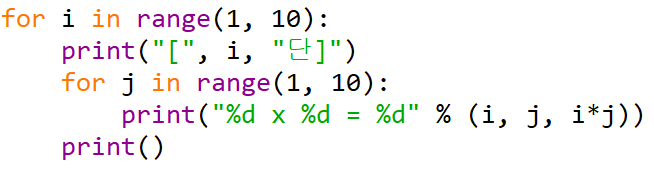 for i in range(1, 10):
    print("[", i, "단]")
    for j in range(1, 10):
        print("%d x %d = %d" % (i, j, i*j))
    print()